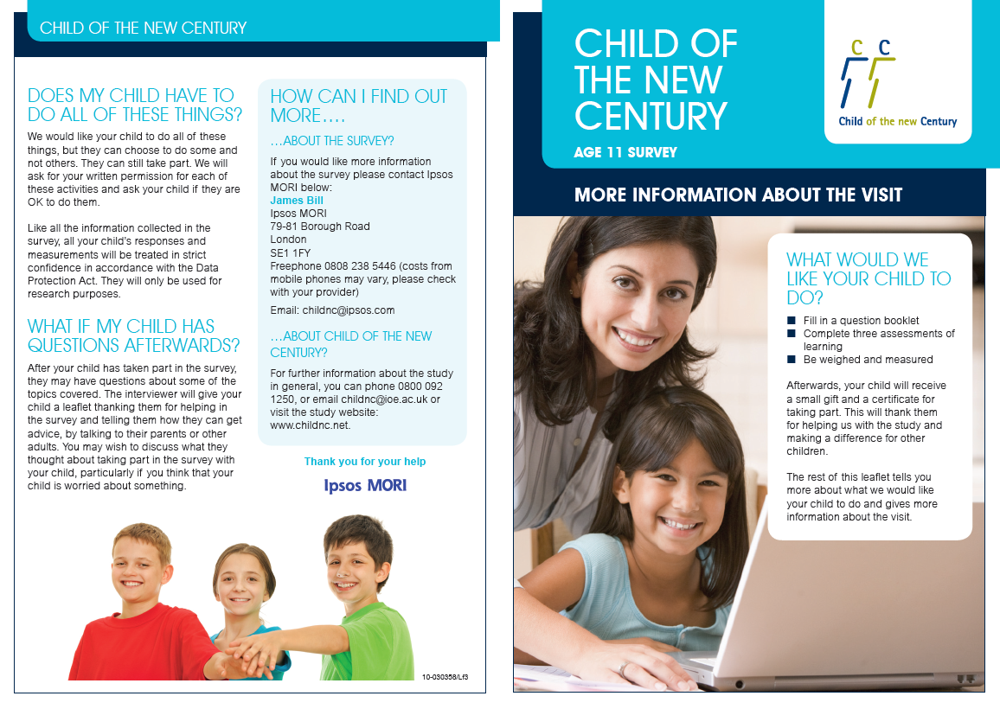 CHILD OF THE NEW CENTURY
DOES MY CHILD HAVE TO
DO ALL OF THESE THINGS?
We would like your child to do all of these
things, but they can choose to do some and
not others. They can still take part. We will
ask for your written permission for each of
these activities and ask your child if they are
OK to do them.
Like all the information collected in the
survey, all your child's responses and
measurements will be treated in strict
confidence in accordance with the Data
Protection Act. They will only be used for
research purposes.
WHAT IF MY CHILD HAS
QUESTIONS AFTERWARDS?
After your child has taken part in the survey,
they may have questions about some of the
topics covered. The interviewer will give your
child a leaflet thanking them for helping in
the survey and telling them how they can get
advice, by talking to their parents or other
adults. You may wish to discuss what they
thought about taking part in the survey with
your child, particularly if you think that your
child is worried about something.
HOW CAN I FIND OUT
MORE....
...ABOUT THE SURVEY?
If you would like more information
about the survey please contact Ipsos
MORI below:
James Bill
Ipsos MORI
79-81 Borough Road
London
SE1 1FY
Freephone 0808 238 5446 (costs from
mobile phones may vary, please check
with your provider)
Email: childnc@ipsos.com
...ABOUT CHILD OF THE NEW
CENTURY?
For further information about the study
in general, you can phone 0800 092
1250, or email childnc@ioe.ac.uk or
visit the study website:
www.childnc.net.
Thank you for your help
Ipsos MORI
10-030358/Lf3
CHILD OF
THE NEW
CENTURY
AGE 11 SURVEY
C C
Child of the new Century
MORE INFORMATION ABOUT THE VISIT
WHAT WOULD WE
LIKE YOUR CHILD TO
DO?
■ Fill in a question booklet
■ Complete three assessments of
learning
■ Be weighed and measured
Afterwards, your child will receive
a small gift and a certificate for
taking part. This will thank them
for helping us with the study and
making a difference for other
children.
The rest of this leaflet tells you
more about what we would like
your child to do and gives more
information about the visit.